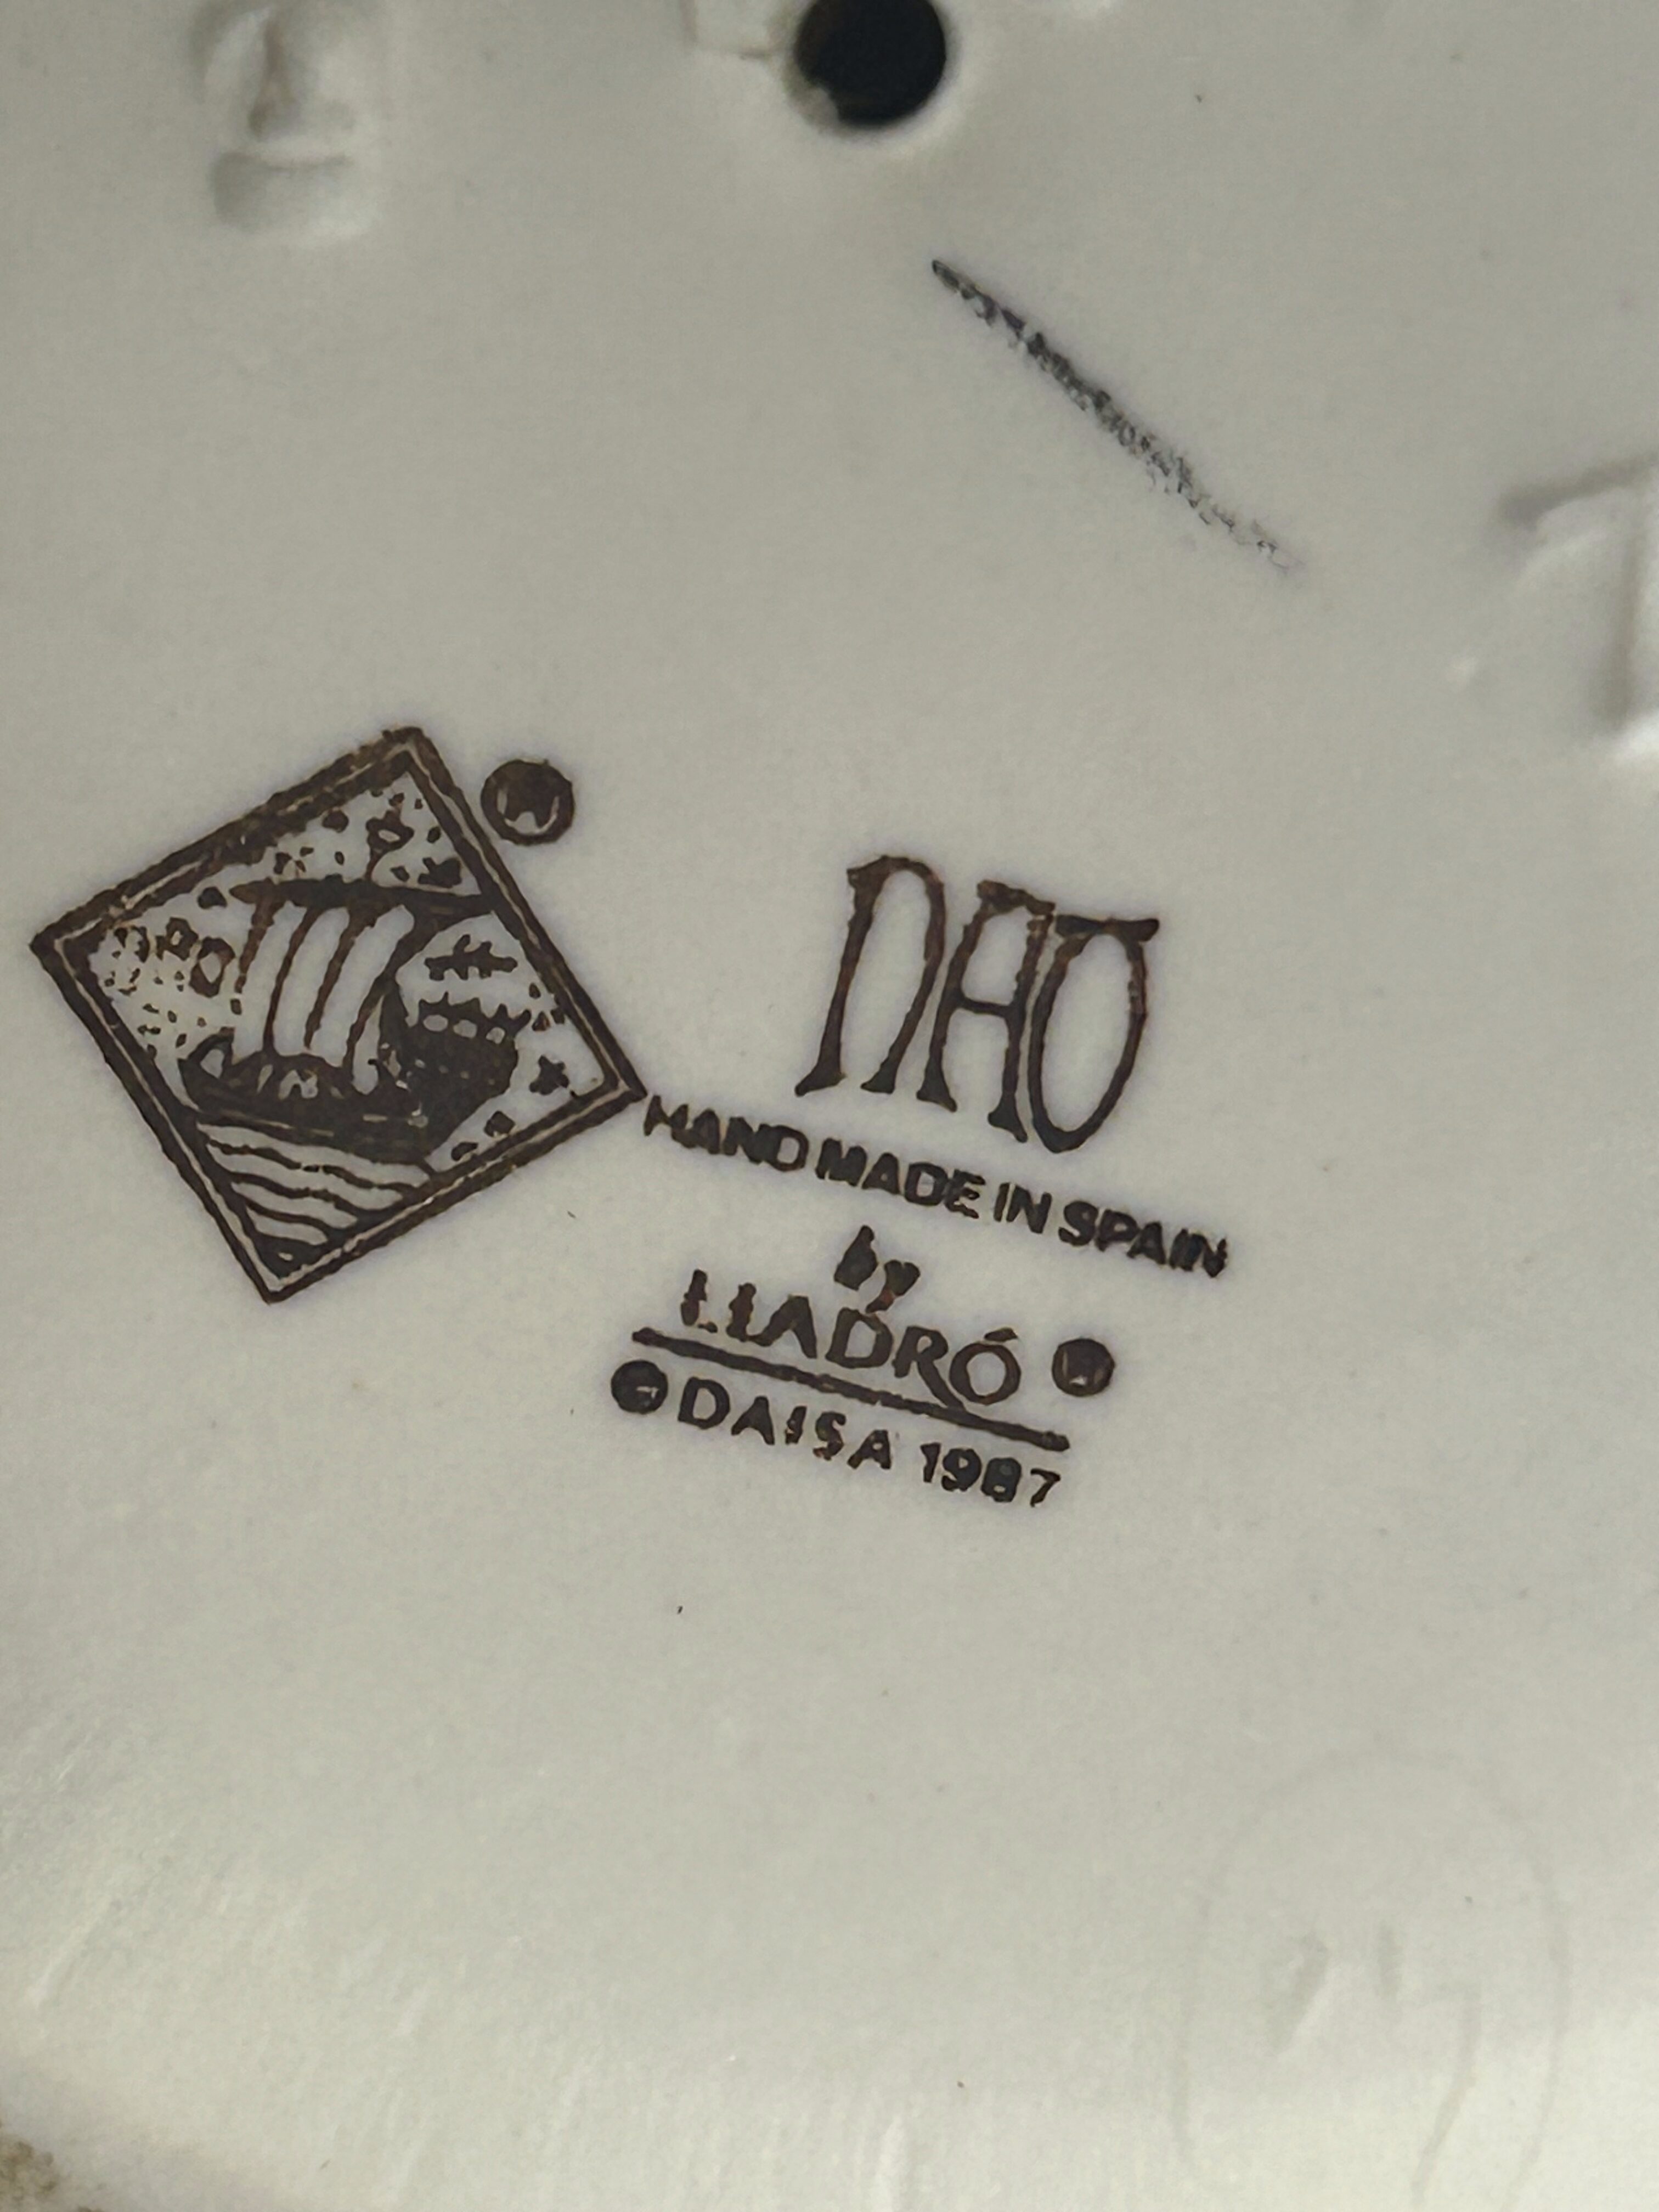 NAO
HAND MADE IN SPAIN
by
LLADRÓ ®
© DAISA 1987